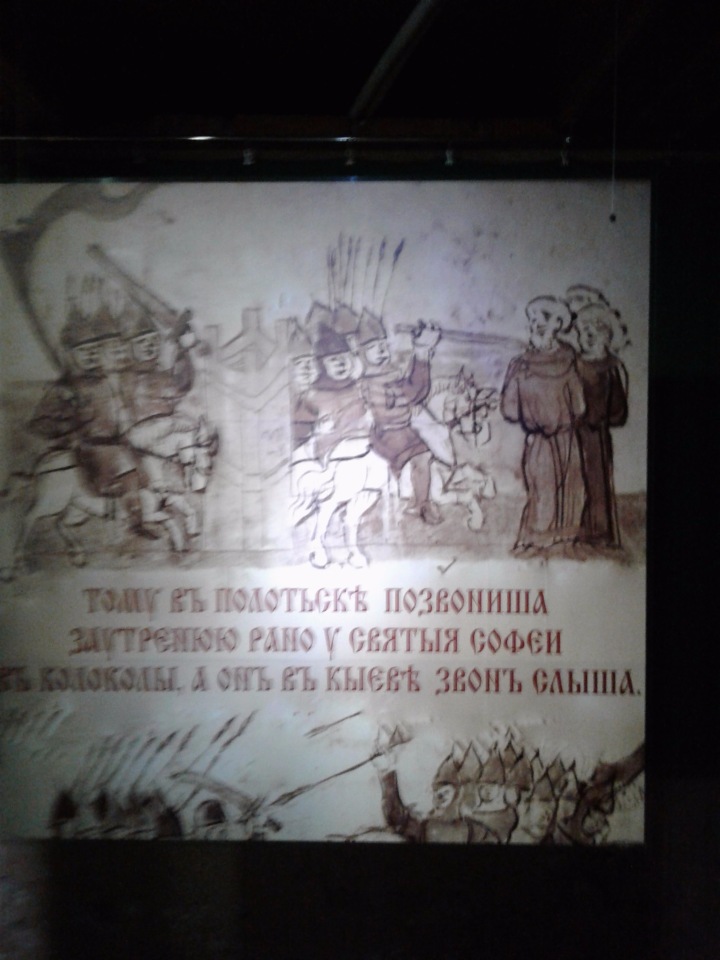 ТОМУ ВЪ ПОЛОТЬСКѢ ПОЗВОНИША
ЗАУТРЕНЮЮ РАНО У СВЯТЫЯ СОФЕИ
ВЪ КОЛОКОЛЫ, А ОНЪ ВЪ КЫЕВѢ ЗВОНЪ СЛЫША.